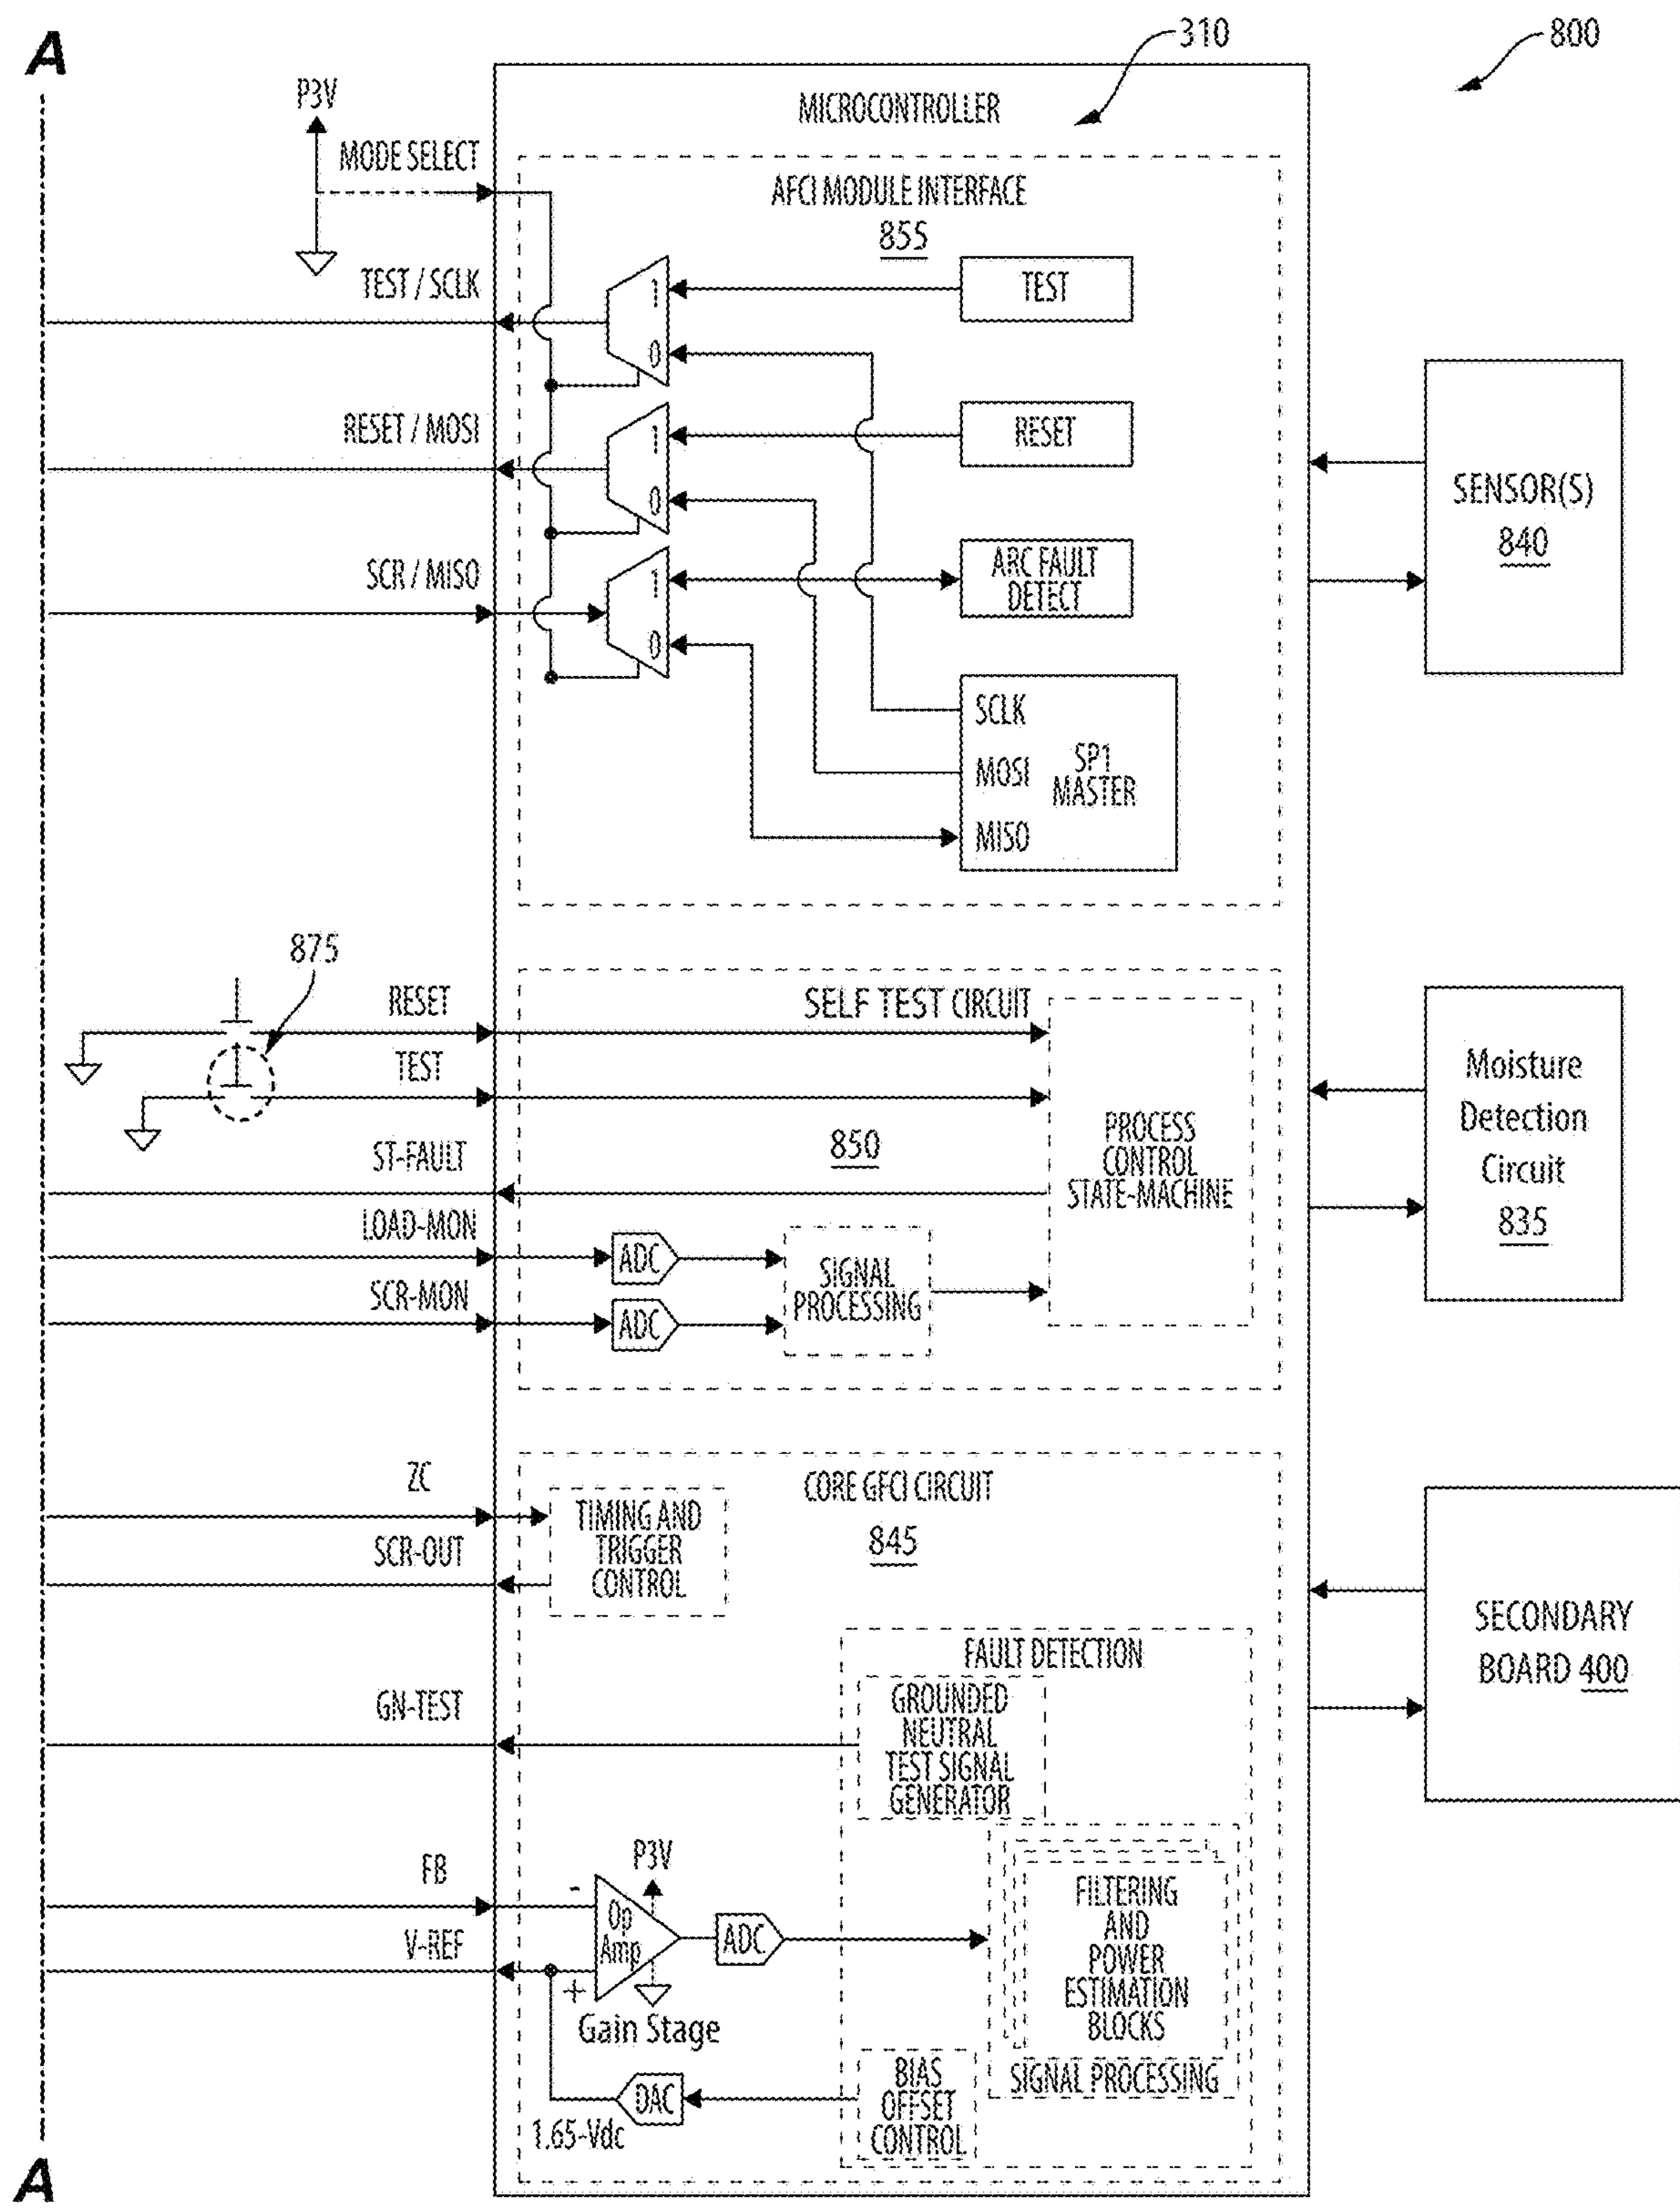 A
310
800
P3V
MICROCONTROLLER
MODE SELECT
AFCI MODULE INTERFACE
855
TEST / SCLK
1
TEST
0
RESET / MOSI
1
RESET
0
SENSOR(S)
840
SCR / MISO
1
ARC FAULT
DETECT
0
SCLK
MOSI
SP1
MASTER
MISO
875
RESET
SELF TEST CIRCUIT
TEST
850
PROCESS
CONTROL
STATE-MACHINE
Moisture
Detection
Circuit
835
ST-FAULT
LOAD-MON
ADC
SIGNAL
PROCESSING
SCR-MON
ADC
ZC
CORE GFCI CIRCUIT
845
TIMING AND
TRIGGER
CONTROL
SCR-OUT
SECONDARY
BOARD 400
FAULT DETECTION
GN-TEST
GROUNDED
NEUTRAL
TEST SIGNAL
GENERATOR
P3V
FB
-
Op
Amp
ADC
FILTERING
AND
POWER
ESTIMATION
BLOCKS
V-REF
+
Gain Stage
SIGNAL PROCESSING
BIAS
OFFSET
CONTROL
DAC
1.65-Vdc
A